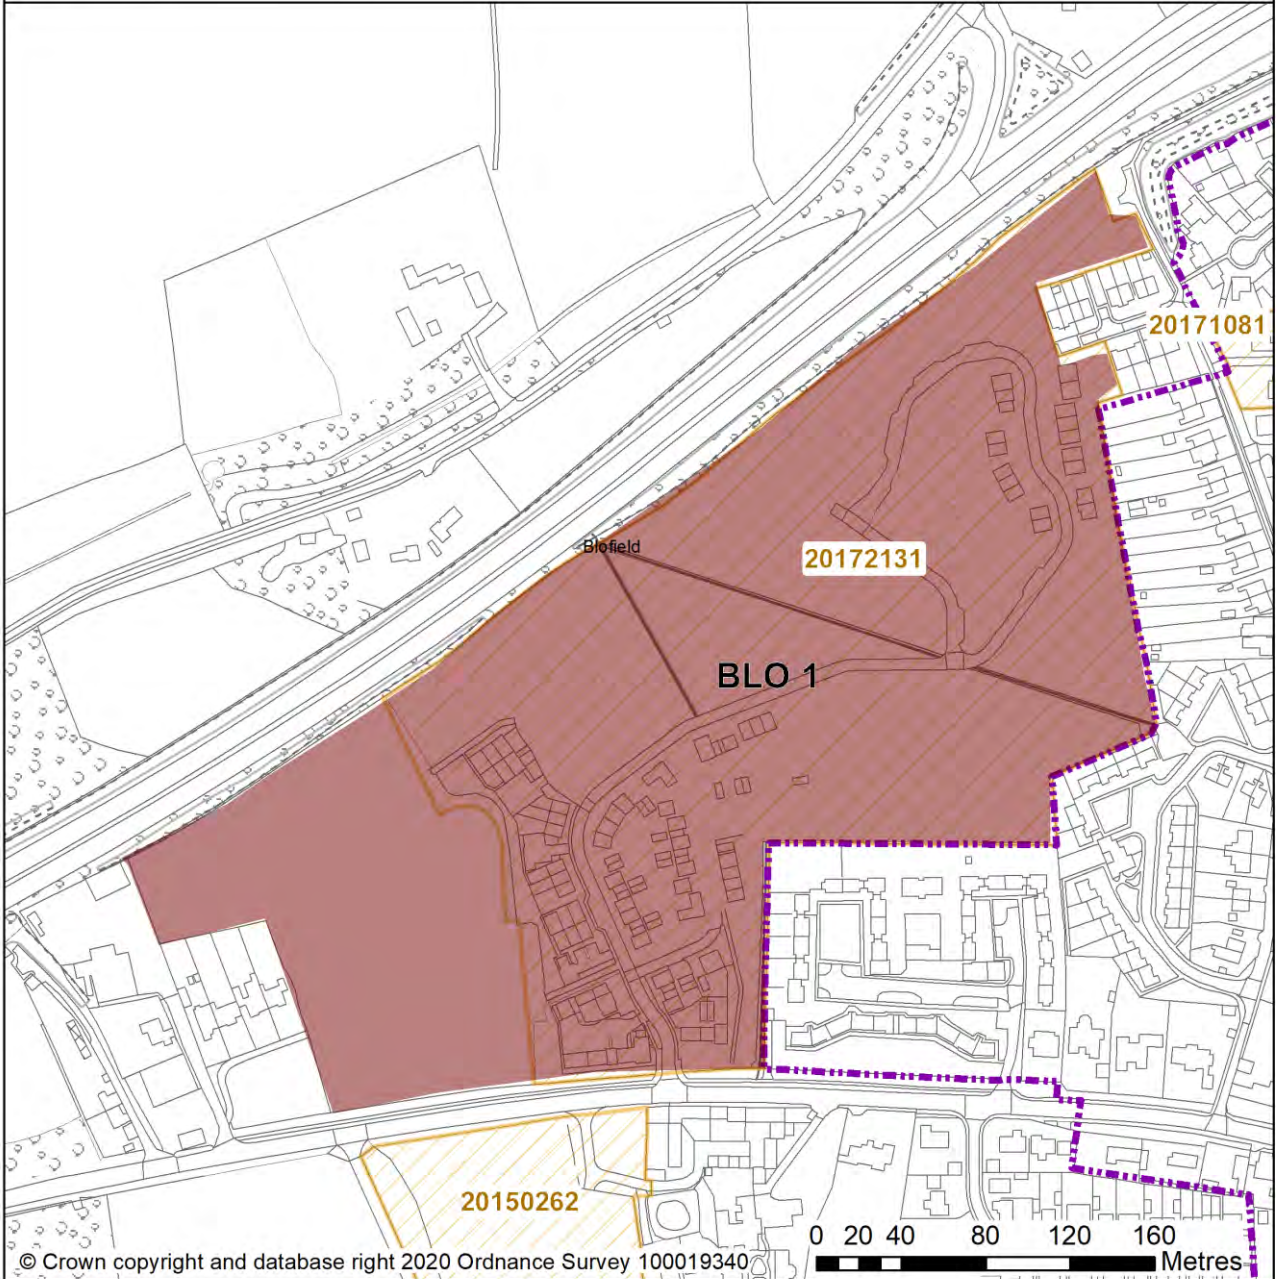 20171081
Blofield
20172131
BLO 1
20150262
0 20 40 80 120 160
Metres
© Crown copyright and database right 2020 Ordnance Survey 100019340